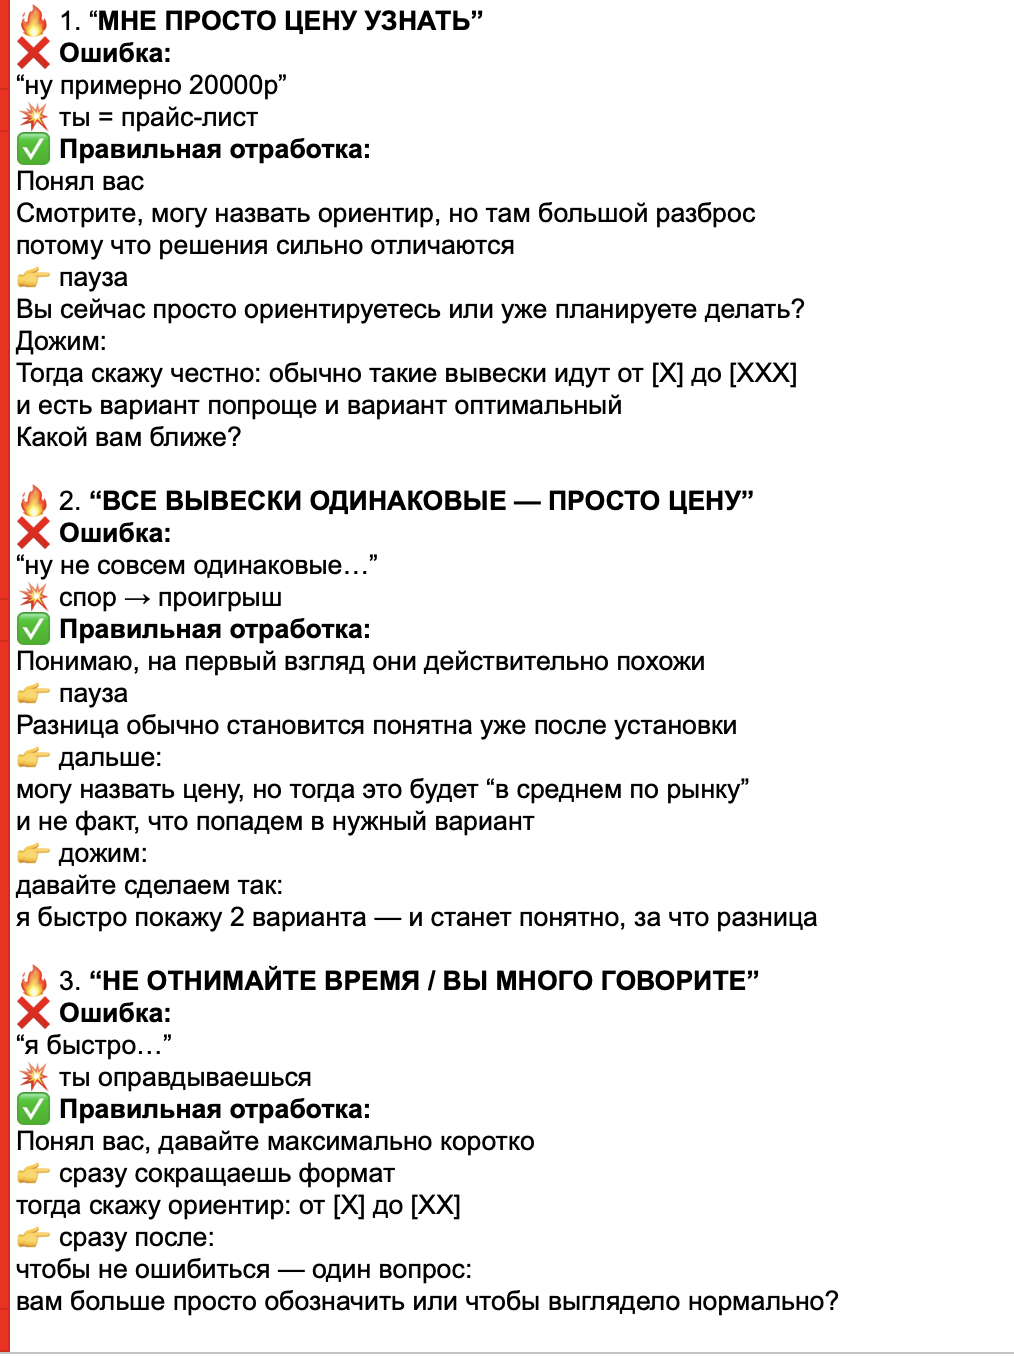 🔥 1. “МНЕ ПРОСТО ЦЕНУ УЗНАТЬ”
❌ Ошибка:
“ну примерно 20000р”
💥 ты = прайс-лист
✅ Правильная отработка:
Понял вас
Смотрите, могу назвать ориентир, но там большой разброс
потому что решения сильно отличаются
👉 пауза
Вы сейчас просто ориентируетесь или уже планируете делать?
Дожим:
Тогда скажу честно: обычно такие вывески идут от [X] до [XXX]
и есть вариант попроще и вариант оптимальный
Какой вам ближе?
🔥 2. “ВСЕ ВЫВЕСКИ ОДИНАКОВЫЕ — ПРОСТО ЦЕНУ”
❌ Ошибка:
“ну не совсем одинаковые…”
💥 спор → проигрыш
✅ Правильная отработка:
Понимаю, на первый взгляд они действительно похожи
👉 пауза
Разница обычно становится понятна уже после установки
👉 дальше:
могу назвать цену, но тогда это будет “в среднем по рынку”
и не факт, что попадем в нужный вариант
👉 дожим:
давайте сделаем так:
я быстро покажу 2 варианта — и станет понятно, за что разница
🔥 3. “НЕ ОТНИМАЙТЕ ВРЕМЯ / ВЫ МНОГО ГОВОРИТЕ”
❌ Ошибка:
“я быстро…”
💥 ты оправдываешься
✅ Правильная отработка:
Понял вас, давайте максимально коротко
👉 сразу сокращаешь формат
тогда скажу ориентир: от [X] до [XX]
👉 сразу после:
чтобы не ошибиться — один вопрос:
вам больше просто обозначить или чтобы выглядело нормально?